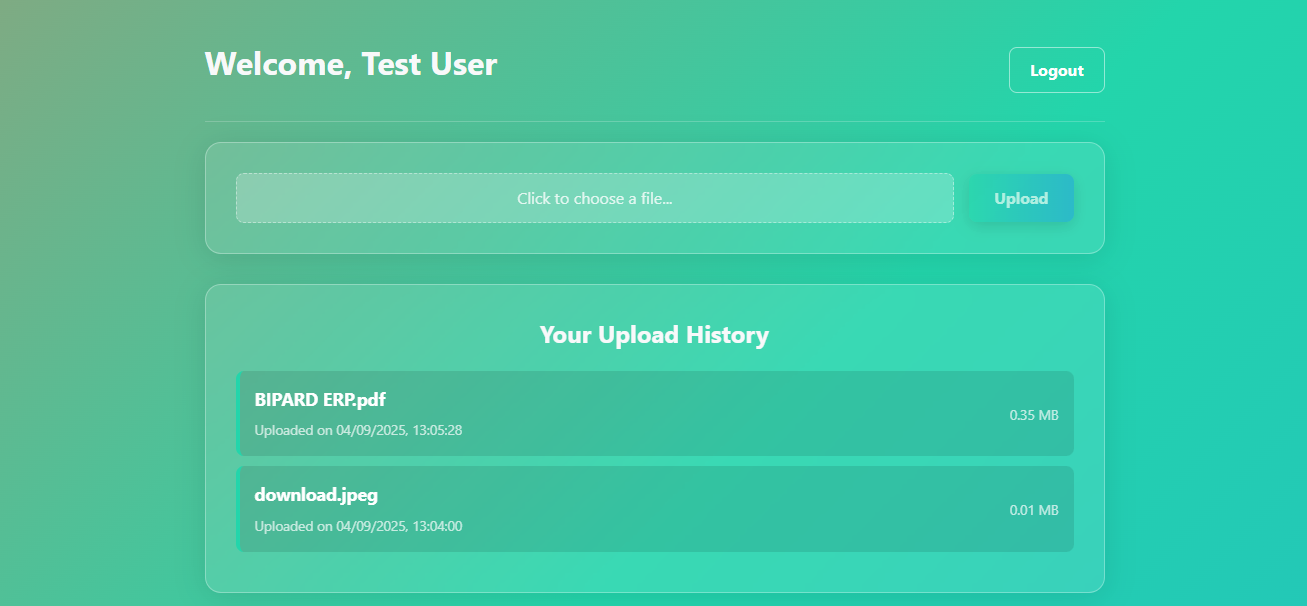 Welcome, Test User
Logout
Click to choose a file...
Upload
Your Upload History
BIPARD ERP.pdf
Uploaded on 04/09/2025, 13:05:28
0.35 MB
download.jpeg
Uploaded on 04/09/2025, 13:04:00
0.01 MB